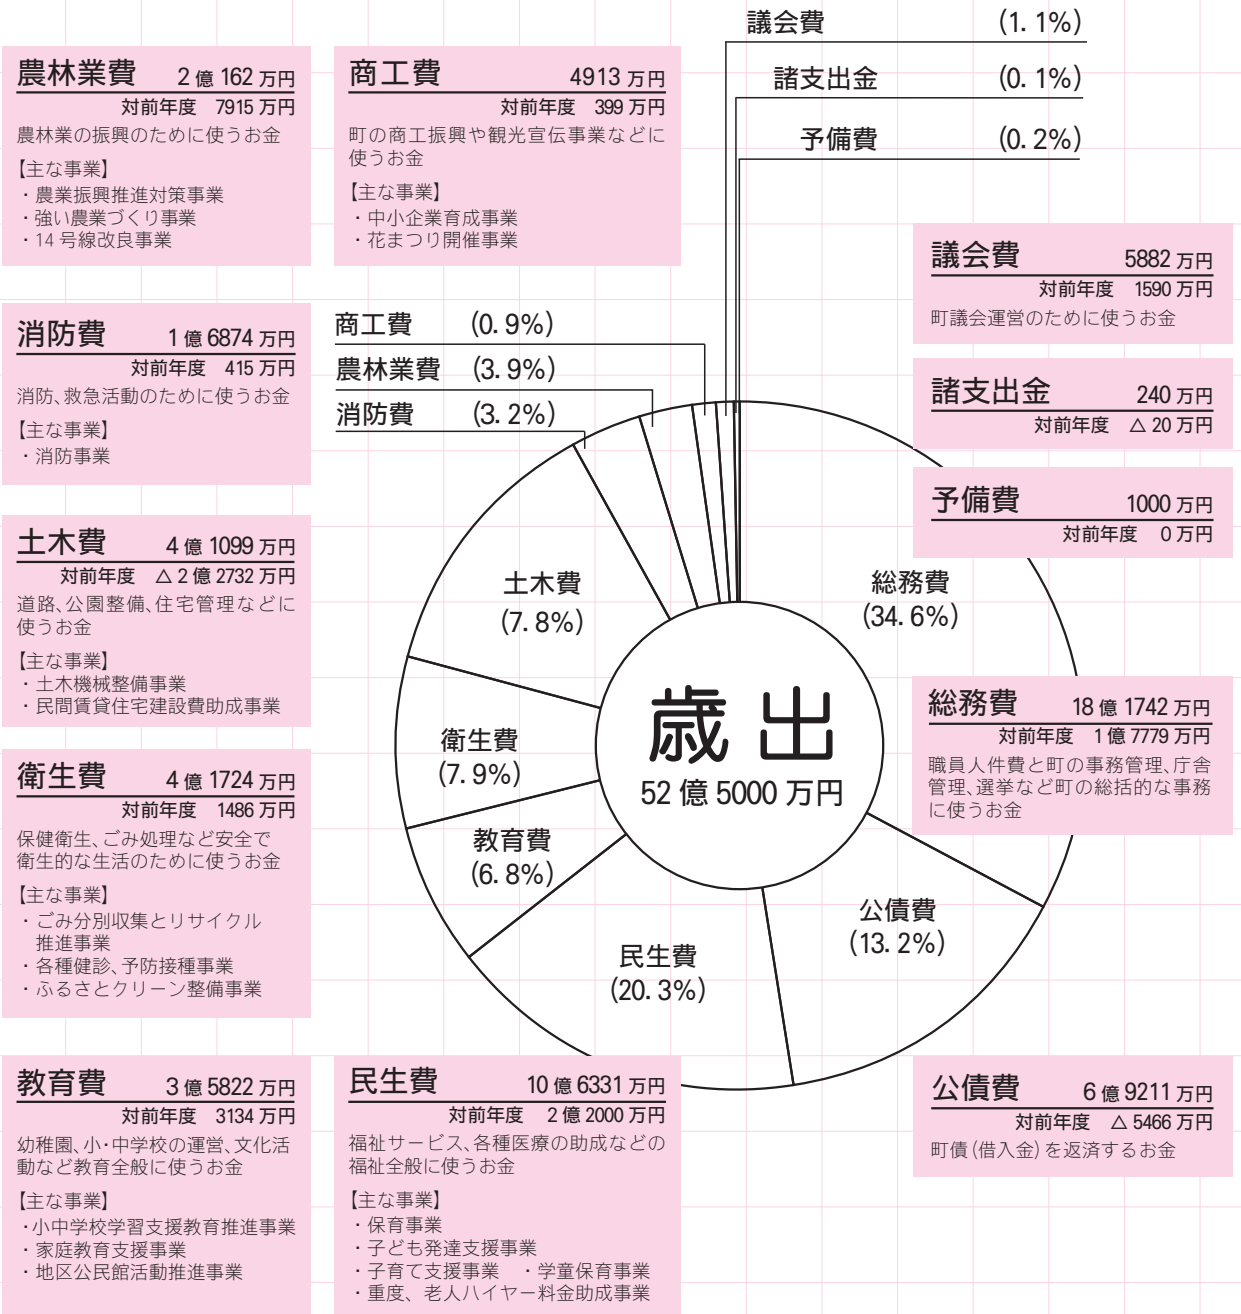 議会費 (1.1%)
諸支出金 (0.1%)
予備費 (0.2%)
農林業費 2億162万円
対前年度 7915万円
農林業の振興のために使うお金
【主な事業】
・農業振興推進対策事業
・強い農業づくり事業
・14号線改良事業
商工費 4913万円
対前年度 399万円
町の商工振興や観光宣伝事業などに
使うお金
【主な事業】
・中小企業育成事業
・花まつり開催事業
議会費 5882万円
対前年度 1590万円
町議会運営のために使うお金
消防費 1億6874万円
対前年度 415万円
消防、救急活動のために使うお金
【主な事業】
・消防事業
商工費 (0.9%)
農林業費 (3.9%)
消防費 (3.2%)
諸支出金 240万円
対前年度 △20万円
予備費 1000万円
対前年度 0万円
土木費 4億1099万円
対前年度 △2億2732万円
道路、公園整備、住宅管理などに
使うお金
【主な事業】
・土木機械整備事業
・民間賃貸住宅建設費助成事業
土木費
(7.8%)
総務費
(34.6%)
衛生費
(7.9%)
歳出
52億5000万円
総務費 18億1742万円
対前年度 1億7779万円
職員人件費と町の事務管理、庁舎
管理、選挙など町の総括的な事務
に使うお金
衛生費 4億1724万円
対前年度 1486万円
保健衛生、ごみ処理など安全で
衛生的な生活のために使うお金
【主な事業】
・ごみ分別収集とリサイクル
推進事業
・各種健診、予防接種事業
・ふるさとクリーン整備事業
教育費
(6.8%)
民生費
(20.3%)
公債費
(13.2%)
教育費 3億5822万円
対前年度 3134万円
幼稚園、小・中学校の運営、文化活
動など教育全般に使うお金
【主な事業】
・小中学校学習支援教育推進事業
・家庭教育支援事業
・地区公民館活動推進事業
民生費 10億6331万円
対前年度 2億2000万円
福祉サービス、各種医療の助成などの
福祉全般に使うお金
【主な事業】
・保育事業
・子ども発達支援事業
・子育て支援事業 ・学童保育事業
・重度、老人ハイヤー料金助成事業
公債費 6億9211万円
対前年度 △5466万円
町債(借入金)を返済するお金